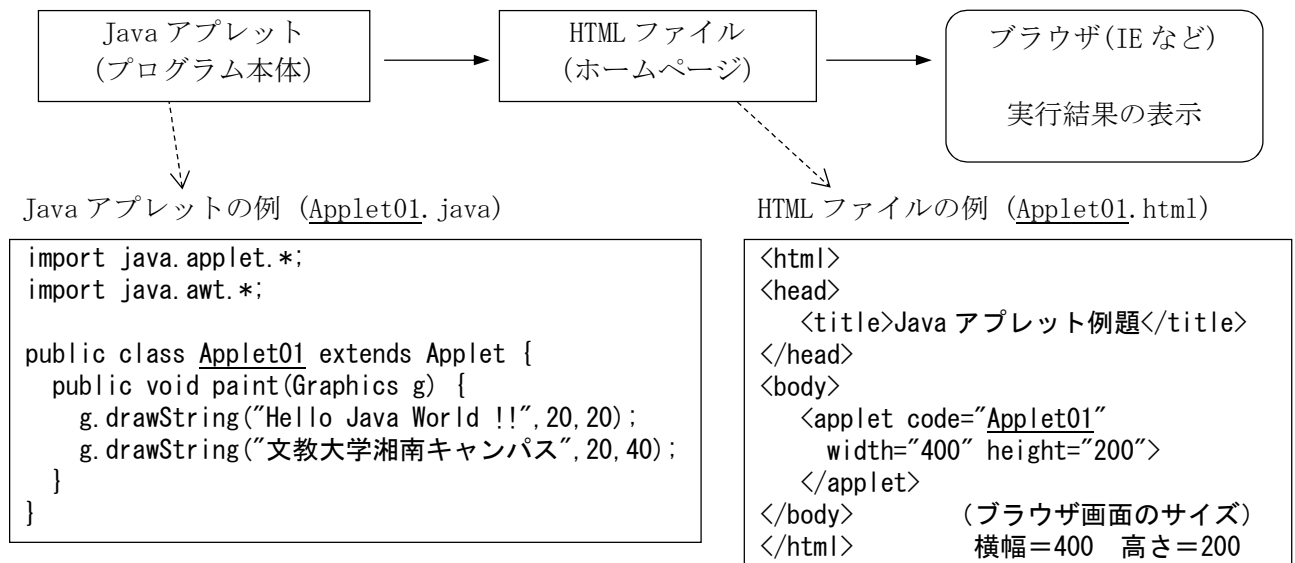 Java アプレット
(プログラム本体)
HTML ファイル
(ホームページ)
ブラウザ(IE など)
実行結果の表示
Java アプレットの例 (Applet01.java)
import java.applet.*;
import java.awt.*;
public class Applet01 extends Applet {
public void paint(Graphics g) {
g.drawString("Hello Java World !!",20,20);
g.drawString("文教大学湘南キャンパス",20,40);
}
}
HTML ファイルの例 (Applet01.html)
<html>
<head>
<title>Java アプレット例題</title>
</head>
<body>
<applet code="Applet01"
width="400" height="200">
</applet>
</body> (ブラウザ画面のサイズ)
</html> 横幅＝400 高さ＝200